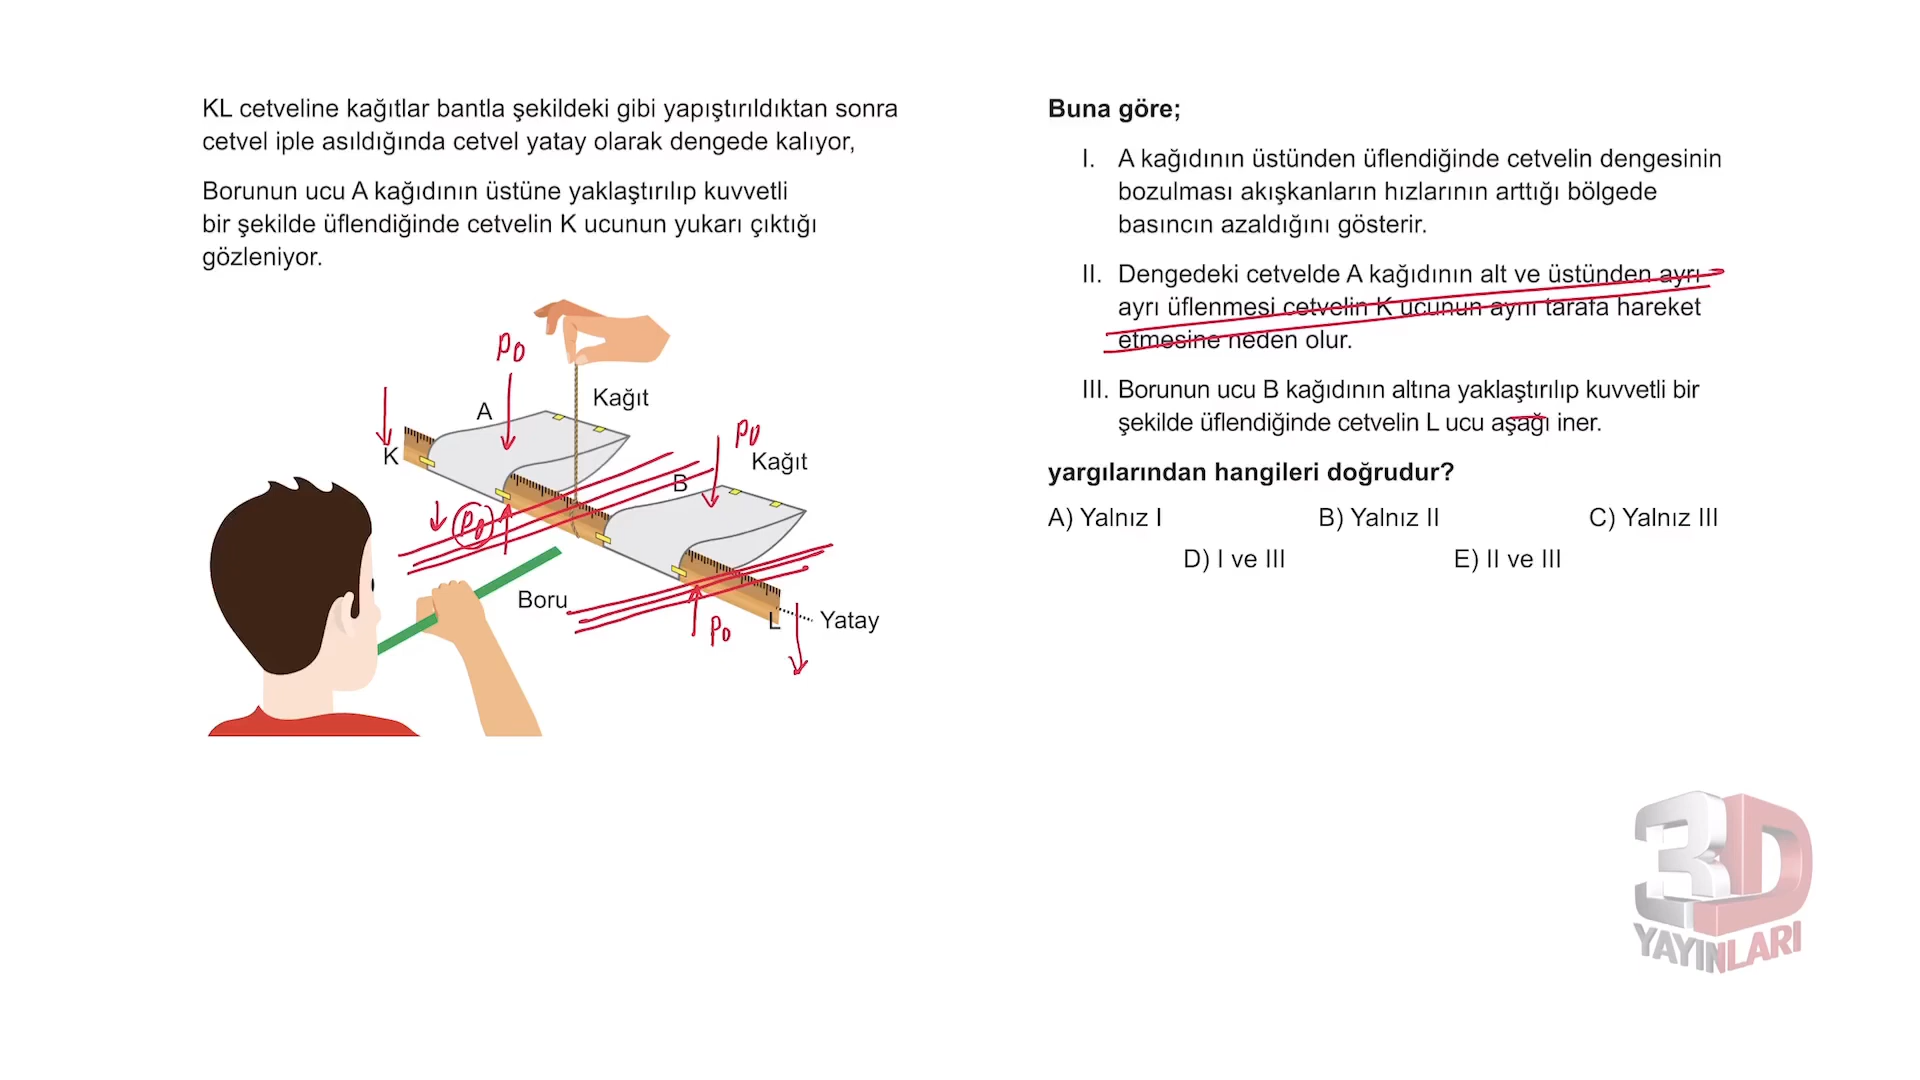 KL cetveline kağıtlar bantla şekildeki gibi yapıştırıldıktan sonra
cetvel iple asıldığında cetvel yatay olarak dengede kalıyor,
Borunun ucu A kağıdının üstüne yaklaştırılıp kuvvetli
bir şekilde üflendiğinde cetvelin K ucunun yukarı çıktığı
gözleniyor.
P0
Kağıt
A
P0
Kağıt
K
B
P0
Boru
L
Yatay
P0
Buna göre;
I. A kağıdının üstünden üflendiğinde cetvelin dengesinin
bozulması akışkanların hızlarının arttığı bölgede
basıncın azaldığını gösterir.
II. Dengedeki cetvelde A kağıdının alt ve üstünden ayrı
ayrı üflenmesi cetvelin K ucunun aynı tarafa hareket
etmesine neden olur.
III. Borunun ucu B kağıdının altına yaklaştırılıp kuvvetli bir
şekilde üflendiğinde cetvelin L ucu aşağı iner.
yargılarından hangileri doğrudur?
A) Yalnız I B) Yalnız II C) Yalnız III
D) I ve III E) II ve III
3D
YAYINLARI